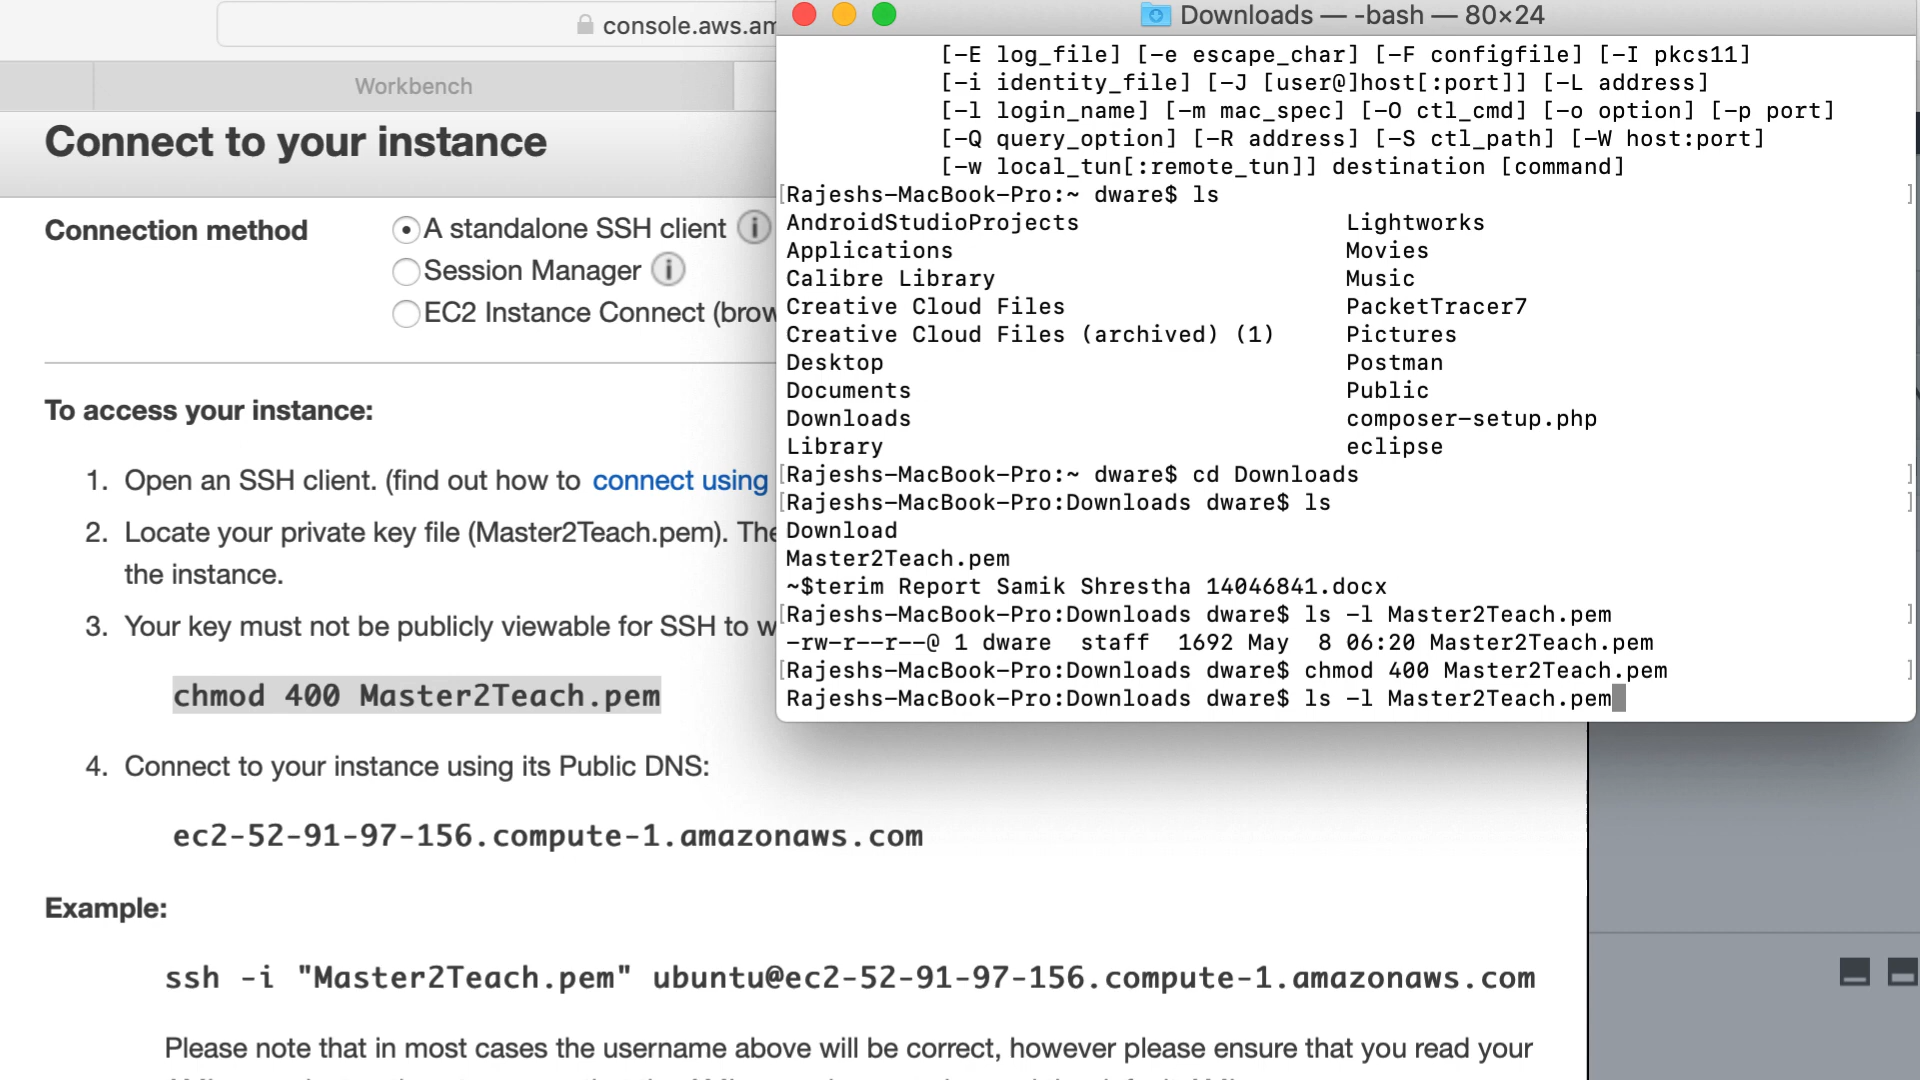 console.aws.am
Workbench
Connect to your instance
Connection method
A standalone SSH client
Session Manager
EC2 Instance Connect (brow
To access your instance:
1. Open an SSH client. (find out how to connect using
2. Locate your private key file (Master2Teach.pem). The
the instance.
3. Your key must not be publicly viewable for SSH to w
chmod 400 Master2Teach.pem
4. Connect to your instance using its Public DNS:
ec2-52-91-97-156.compute-1.amazonaws.com
Example:
ssh -i "Master2Teach.pem" ubuntu@ec2-52-91-97-156.compute-1.amazonaws.com
Please note that in most cases the username above will be correct, however please ensure that you read your
Downloads — -bash — 80×24
[-E log_file] [-e escape_char] [-F configfile] [-I pkcs11]
[-i identity_file] [-J [user@]host[:port]] [-L address]
[-l login_name] [-m mac_spec] [-O ctl_cmd] [-o option] [-p port]
[-Q query_option] [-R address] [-S ctl_path] [-W host:port]
[-w local_tun[:remote_tun]] destination [command]
[Rajeshs-MacBook-Pro:~ dware$ ls ]
AndroidStudioProjects Lightworks
Applications Movies
Calibre Library Music
Creative Cloud Files PacketTracer7
Creative Cloud Files (archived) (1) Pictures
Desktop Postman
Documents Public
Downloads composer-setup.php
Library eclipse
[Rajeshs-MacBook-Pro:~ dware$ cd Downloads ]
[Rajeshs-MacBook-Pro:Downloads dware$ ls ]
Download
Master2Teach.pem
~$terim Report Samik Shrestha 14046841.docx
[Rajeshs-MacBook-Pro:Downloads dware$ ls -l Master2Teach.pem ]
-rw-r--r--@ 1 dware  staff  1692 May  8 06:20 Master2Teach.pem
[Rajeshs-MacBook-Pro:Downloads dware$ chmod 400 Master2Teach.pem ]
Rajeshs-MacBook-Pro:Downloads dware$ ls -l Master2Teach.pem